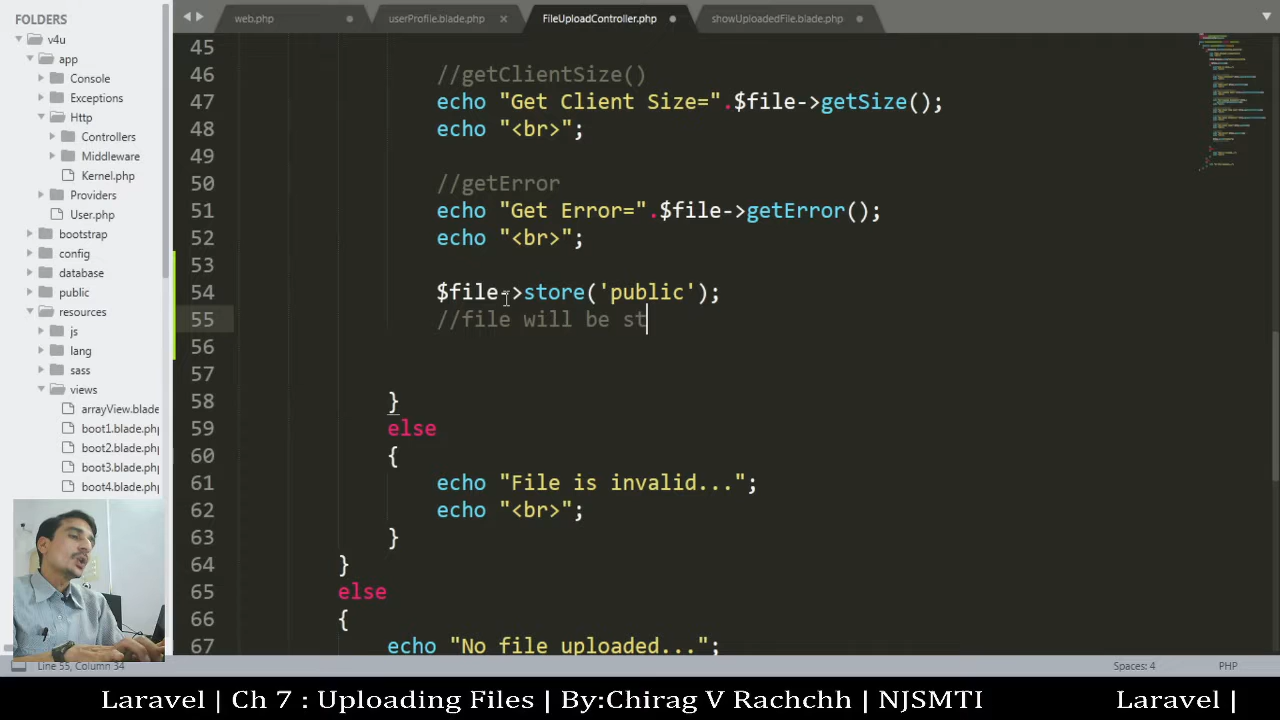 FOLDERS
v4u
app
Console
Exceptions
Http
Controllers
Middleware
Kernel.php
Providers
User.php
bootstrap
config
database
public
resources
js
lang
sass
views
arrayView.blade
boot1.blade.php
boot2.blade.php
boot3.blade.php
boot4.blade.php
web.php
userProfile.blade.php
FileUploadController.php
showUploadedFile.blade.php
45
46 //getClientSize()
47 echo "Get Client Size=".$file->getSize();
48 echo "<br>";
49
50 //getError
51 echo "Get Error=".$file->getError();
52 echo "<br>";
53
54 $file->store('public');
55 //file will be st
56
57
58 }
59 else
60 {
61 echo "File is invalid...";
62 echo "<br>";
63 }
64 }
65 else
66 {
67 echo "No file uploaded...";
Line 55, Column 34
Spaces: 4
PHP
Laravel | Ch 7 : Uploading Files | By:Chirag V Rachchh | NJSMTI Laravel |